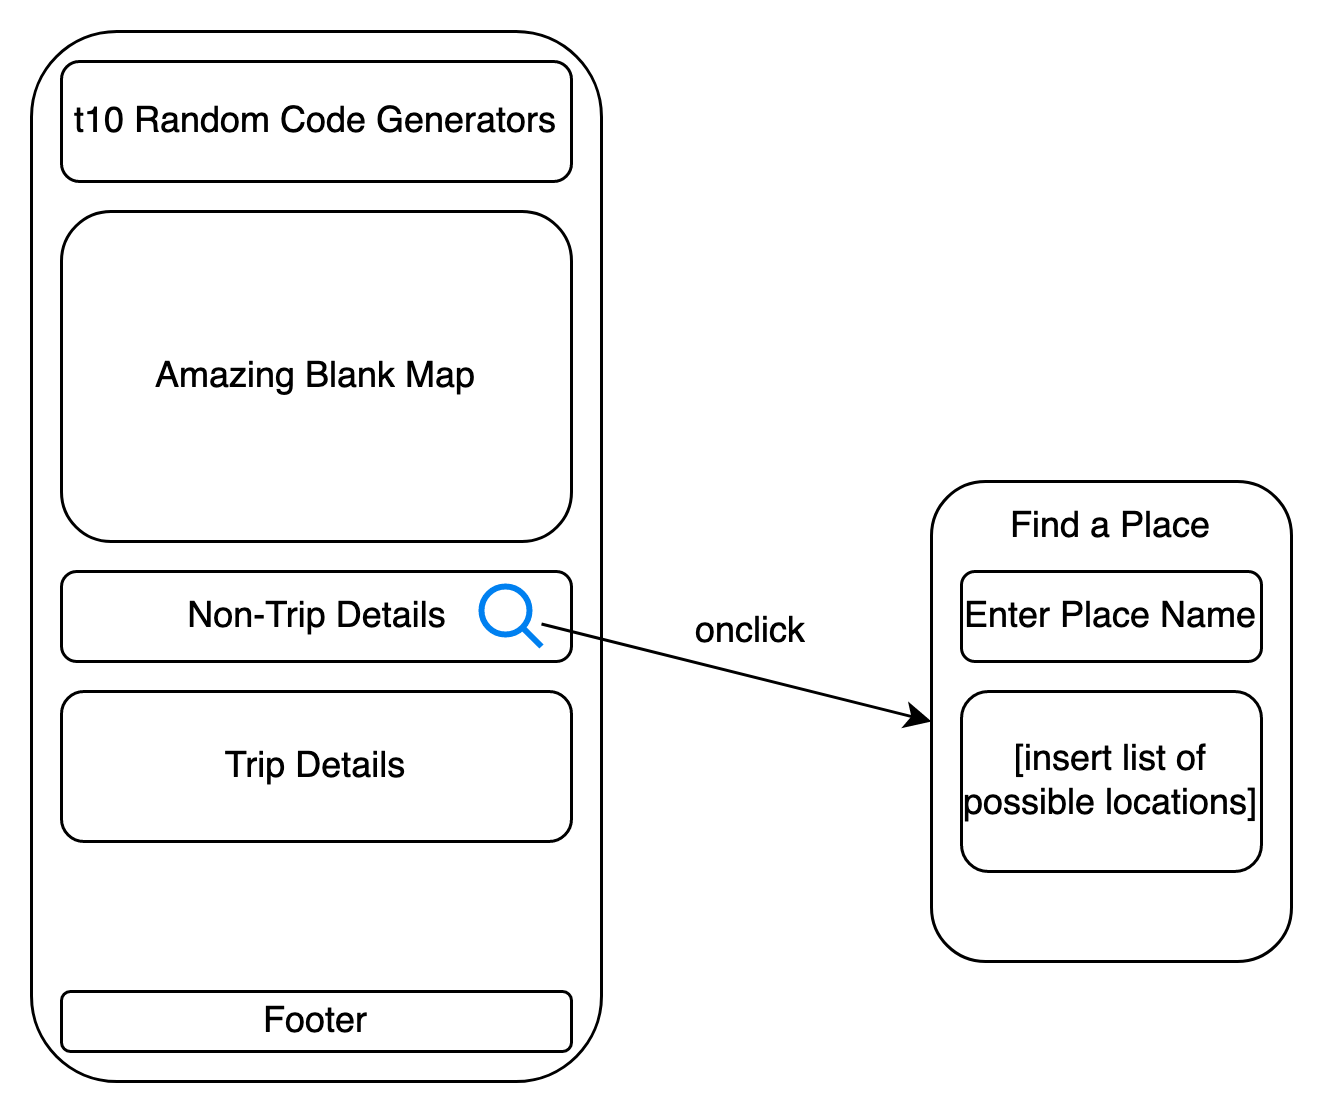 t10 Random Code Generators
Amazing Blank Map
Non-Trip Details
Trip Details
Footer
onclick
Find a Place
Enter Place Name
[insert list of
possible locations]